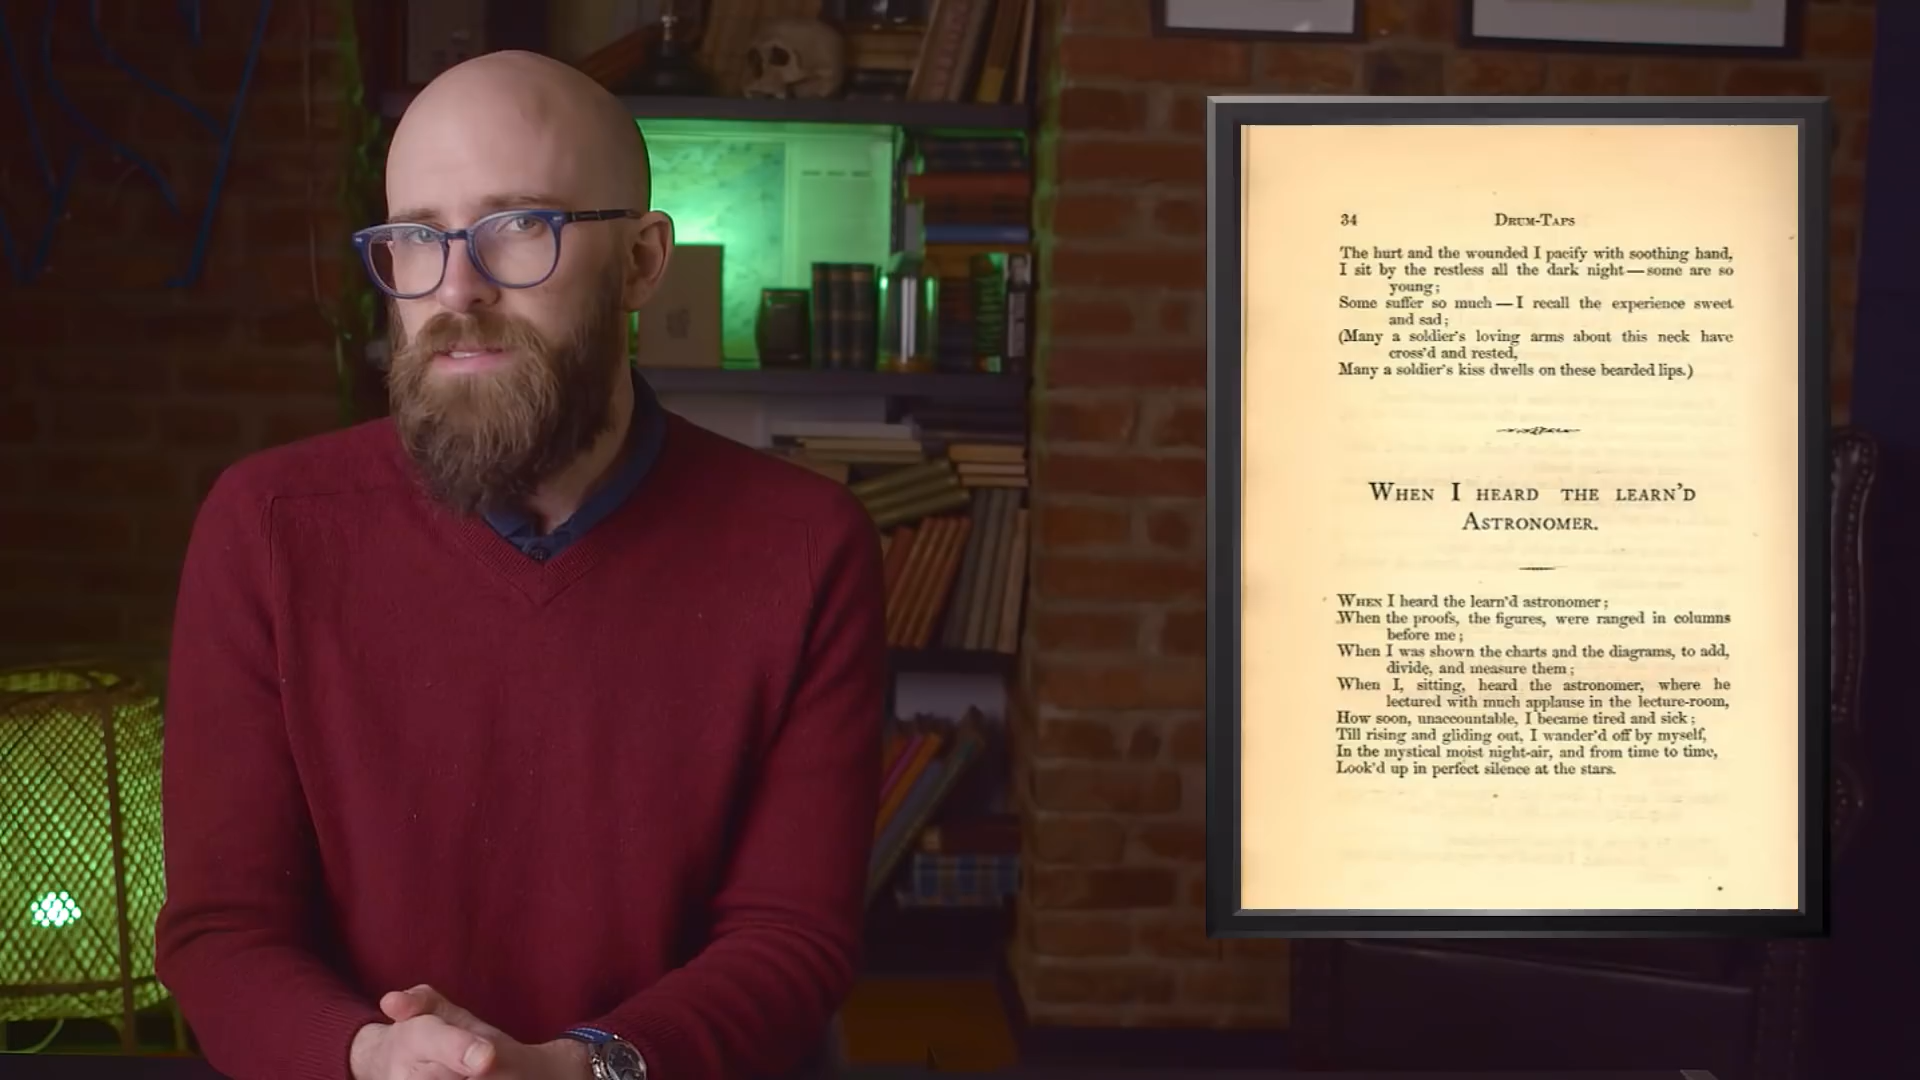 34 Drum-Taps
The hurt and the wounded I pacify with soothing hand,
I sit by the restless all the dark night—some are so
young;
Some suffer so much—I recall the experience sweet
and sad;
(Many a soldier's loving arms about this neck have
cross'd and rested,
Many a soldier's kiss dwells on these bearded lips.)
When I heard the learn'd
Astronomer.
When I heard the learn'd astronomer;
When the proofs, the figures, were ranged in columns
before me;
When I was shown the charts and the diagrams, to add,
divide, and measure them;
When I, sitting, heard the astronomer, where he
lectured with much applause in the lecture-room,
How soon, unaccountable, I became tired and sick;
Till rising and gliding out, I wander'd off by myself,
In the mystical moist night-air, and from time to time,
Look'd up in perfect silence at the stars.